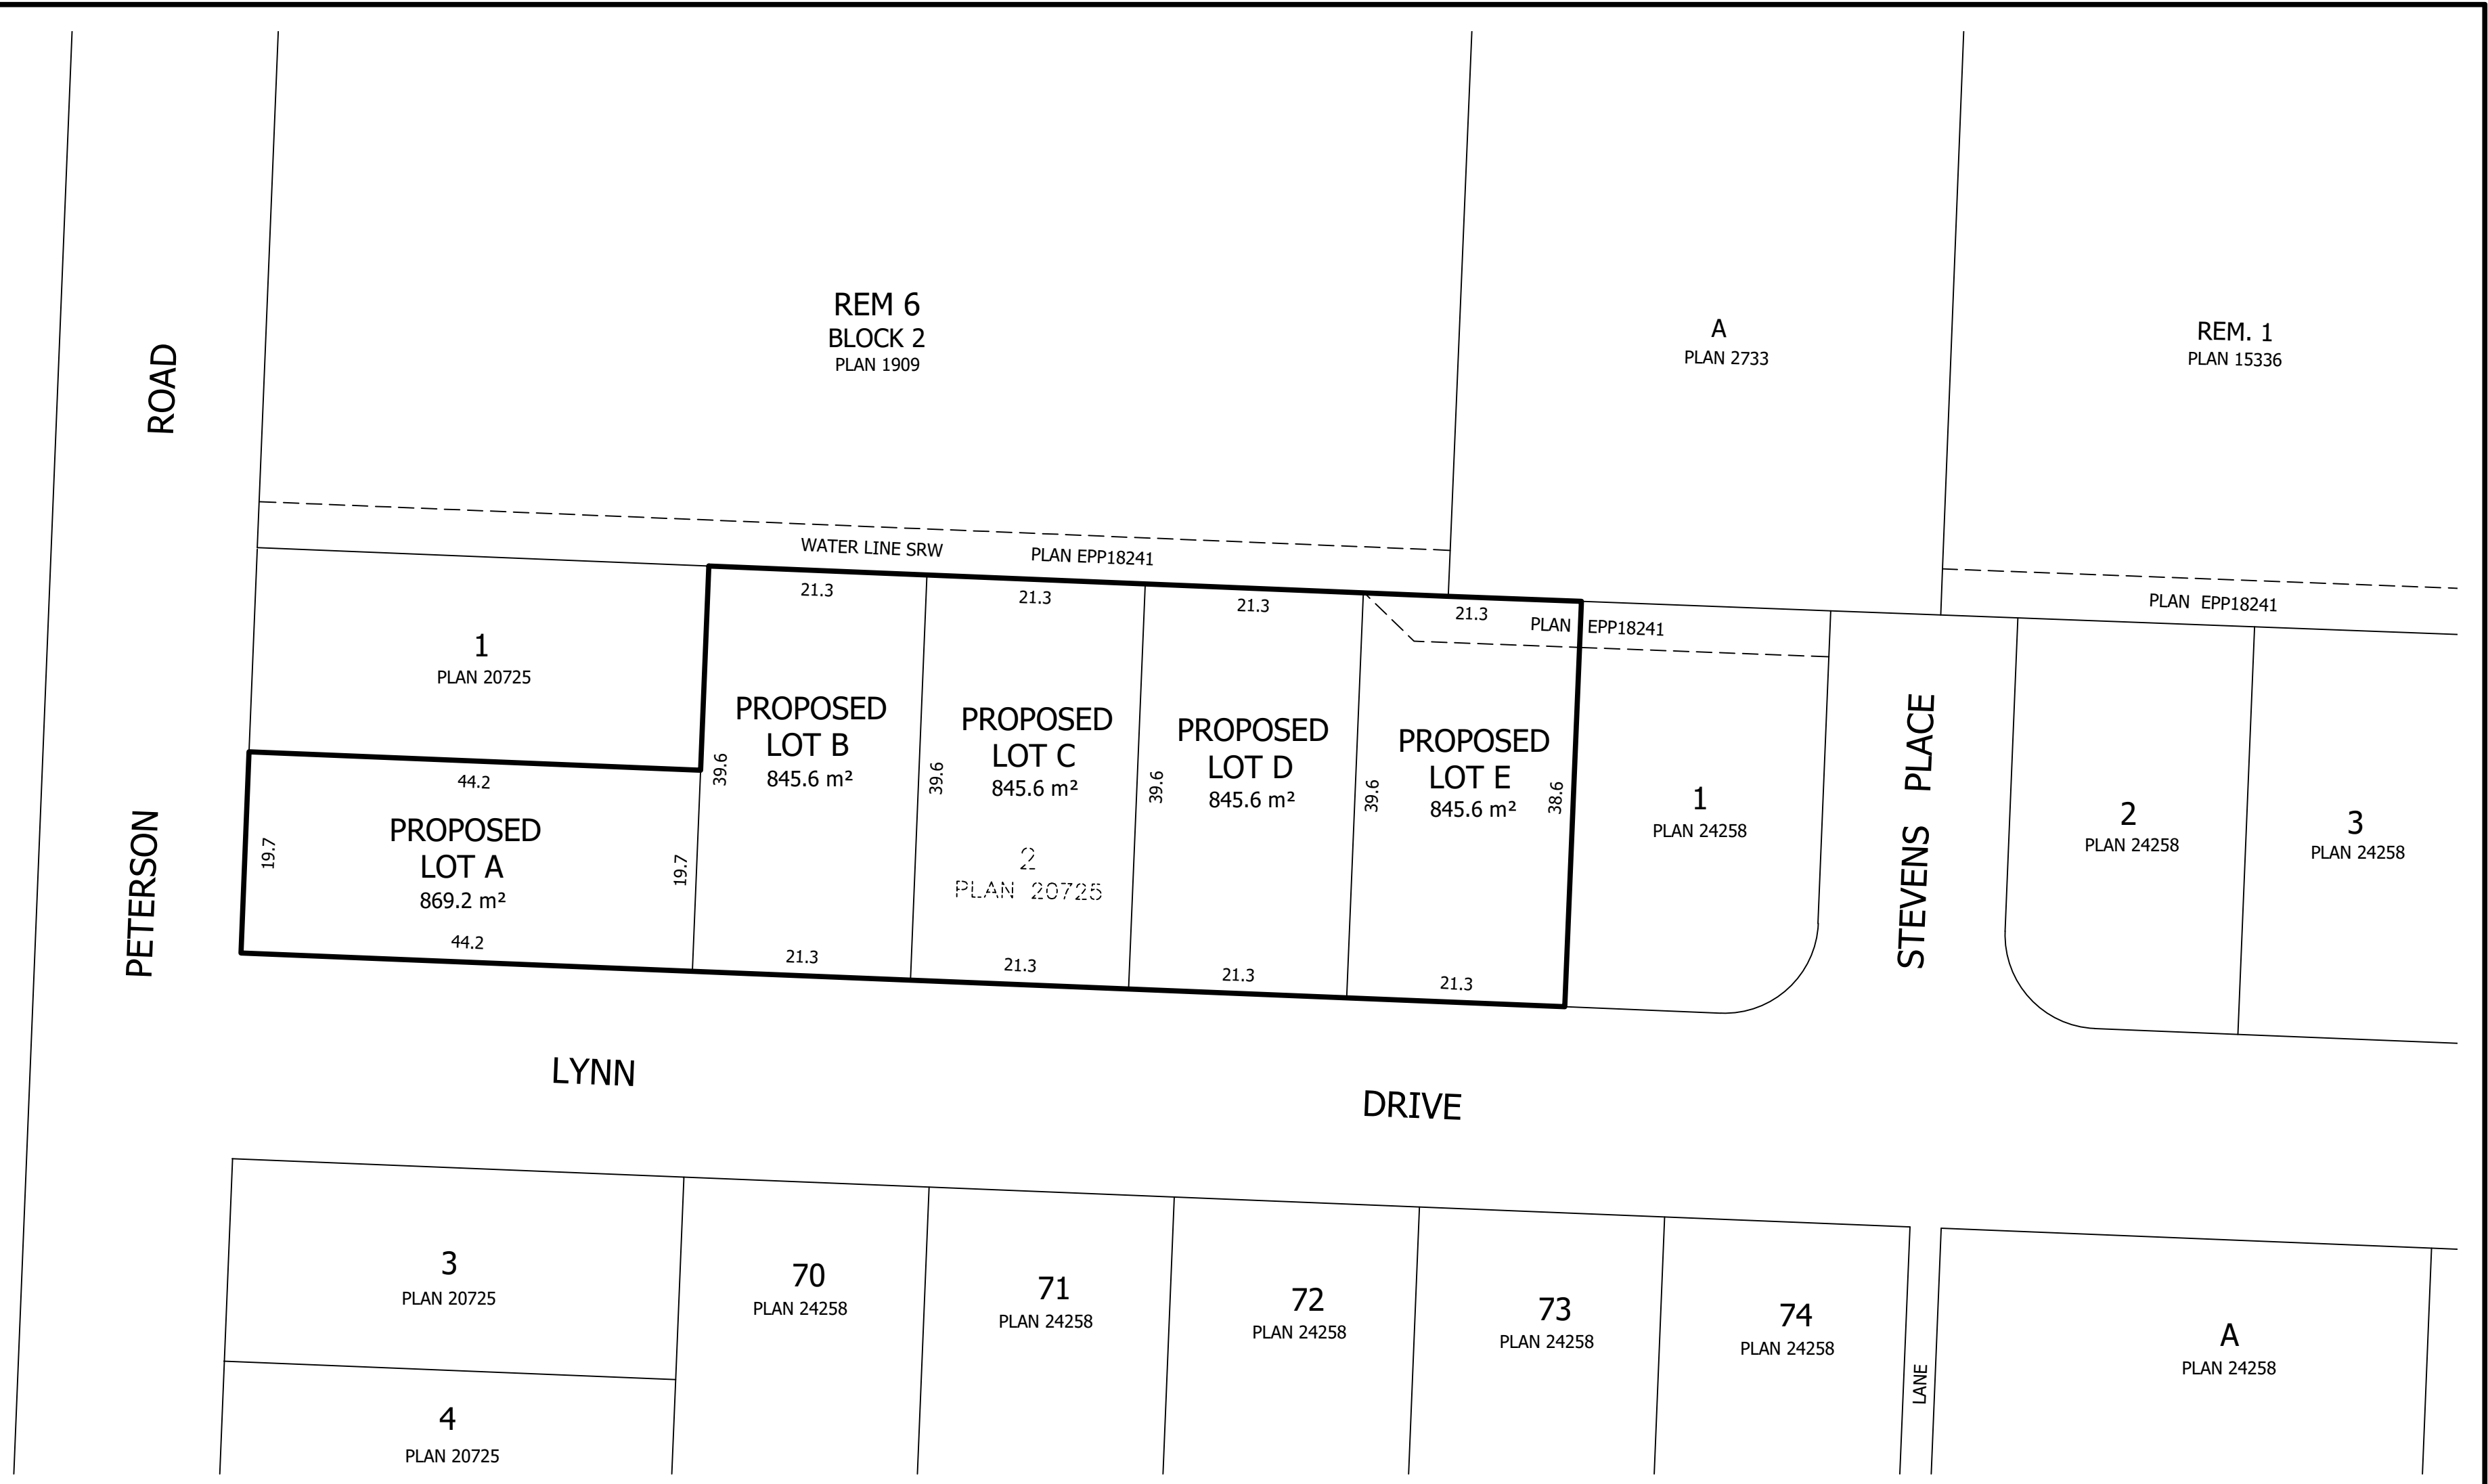 REM 6
BLOCK 2
PLAN 1909
A
PLAN 2733
REM. 1
PLAN 15336
ROAD
PETERSON
WATER LINE SRW PLAN EPP18241
PLAN EPP18241
PLAN EPP18241
1
PLAN 20725
44.2
19.7
PROPOSED
LOT A
869.2 m²
19.7
44.2
21.3
PROPOSED
LOT B
845.6 m²
39.6
21.3
21.3
PROPOSED
LOT C
845.6 m²
39.6
2
PLAN 20725
21.3
21.3
PROPOSED
LOT D
845.6 m²
39.6
21.3
21.3
PROPOSED
LOT E
845.6 m²
39.6
38.6
21.3
1
PLAN 24258
STEVENS PLACE
2
PLAN 24258
3
PLAN 24258
LYNN DRIVE
3
PLAN 20725
4
PLAN 20725
70
PLAN 24258
71
PLAN 24258
72
PLAN 24258
73
PLAN 24258
74
PLAN 24258
LANE
A
PLAN 24258